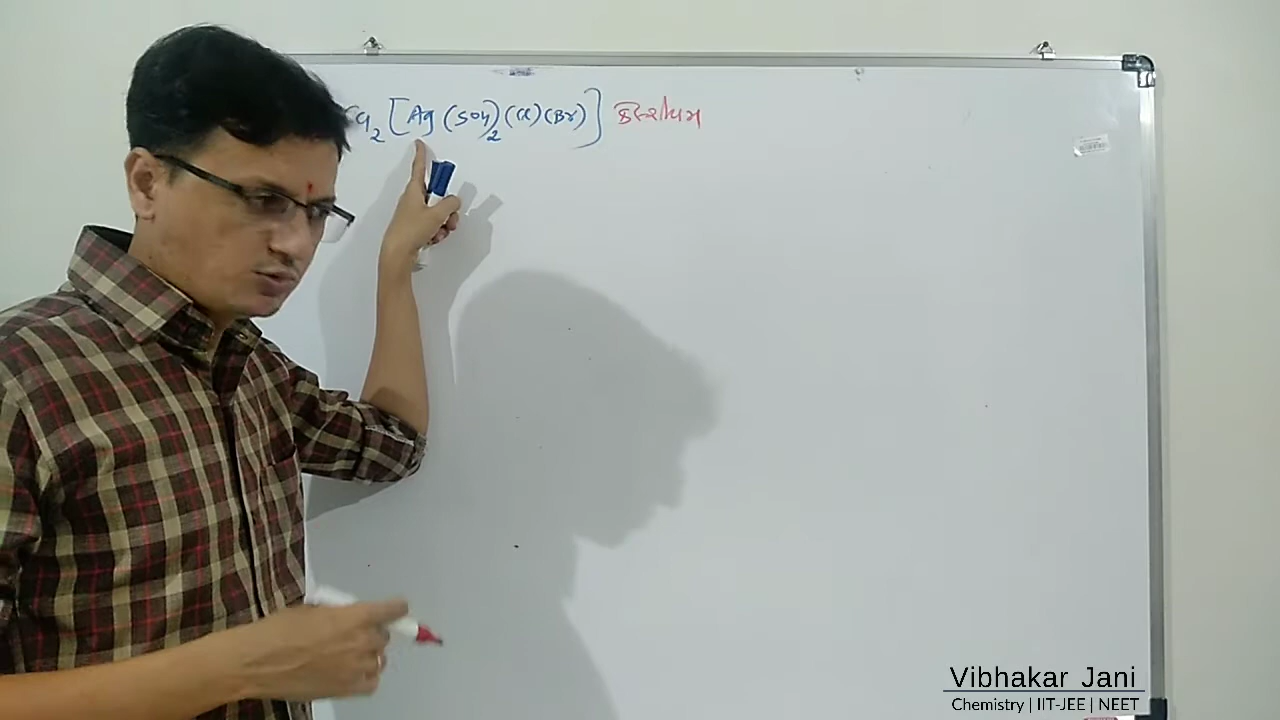 Ca₂[Ag(SO₄)₂(Cl)(Br)] કેલ્શીયમ
Vibhakar Jani
Chemistry | IIT-JEE | NEET